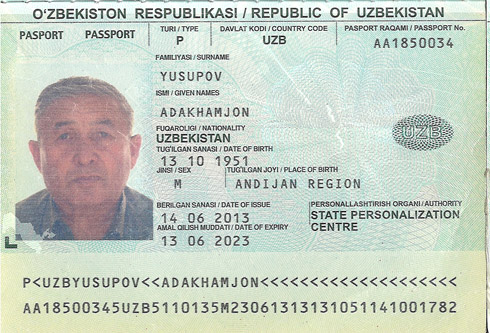 O'ZBEKISTON RESPUBLIKASI / REPUBLIC OF UZBEKISTAN
PASPORT PASSPORT TURI / TYPE DAVLAT KODI / COUNTRY CODE PASPORT RAQAMI / PASSPORT No.
P UZB AA1850034
FAMILIYASI / SURNAME
YUSUPOV
ISMI / GIVEN NAMES
ADAKHAMJON
FUQAROLIGI / NATIONALITY
UZBEKISTAN
TUG'ILGAN SANASI / DATE OF BIRTH
13 10 1951
JINSI / SEX TUG'ILGAN JOYI / PLACE OF BIRTH
M ANDIJAN REGION
BERILGAN SANASI / DATE OF ISSUE PERSONALLASHTIRISH ORGANI / AUTHORITY
14 06 2013 STATE PERSONALIZATION
AMAL QILISH MUDDATI / DATE OF EXPIRY CENTRE
13 06 2023
UZB
P<UZBYUSUPOV<<ADAKHAMJON<<<<<<<<<<<<<<<<<<<<
AA18500345UZB5110135M23061313131051141001782